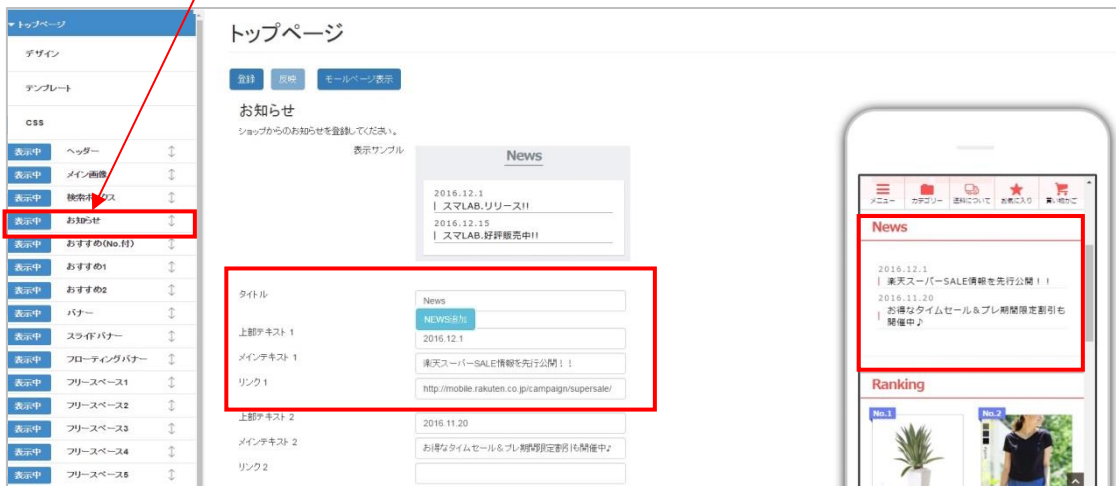 トップページ
デザイン
テンプレート
CSS
表示中 ヘッダー
表示中 メイン画像
表示中 検索ボックス
表示中 お知らせ
表示中 おすすめ(No.付)
表示中 おすすめ1
表示中 おすすめ2
表示中 バナー
表示中 スライドバナー
表示中 フローティングバナー
表示中 フリースペース1
表示中 フリースペース2
表示中 フリースペース3
表示中 フリースペース4
表示中 フリースペース5
トップページ
登録 反映 モールページ表示
お知らせ
ショップからのお知らせを登録してください。
表示サンプル
News
2016.12.1
スマLAB.リリース!!
2016.12.15
スマLAB.好評販売中!!
タイトル
News
NEWS追加
上部テキスト 1
2016.12.1
メインテキスト 1
楽天スーパーSALE情報を先行公開！！
リンク 1
http://mobile.rakuten.co.jp/campaign/supersale/
上部テキスト 2
2016.11.20
メインテキスト 2
お得なタイムセール＆プレ期間限定割引も開催中♪
リンク 2
メニュー カテゴリー 送料について お気に入り 買い物かご
News
2016.12.1
楽天スーパーSALE情報を先行公開！！
2016.11.20
お得なタイムセール＆プレ期間限定割引も
開催中♪
Ranking
No.1 No.2